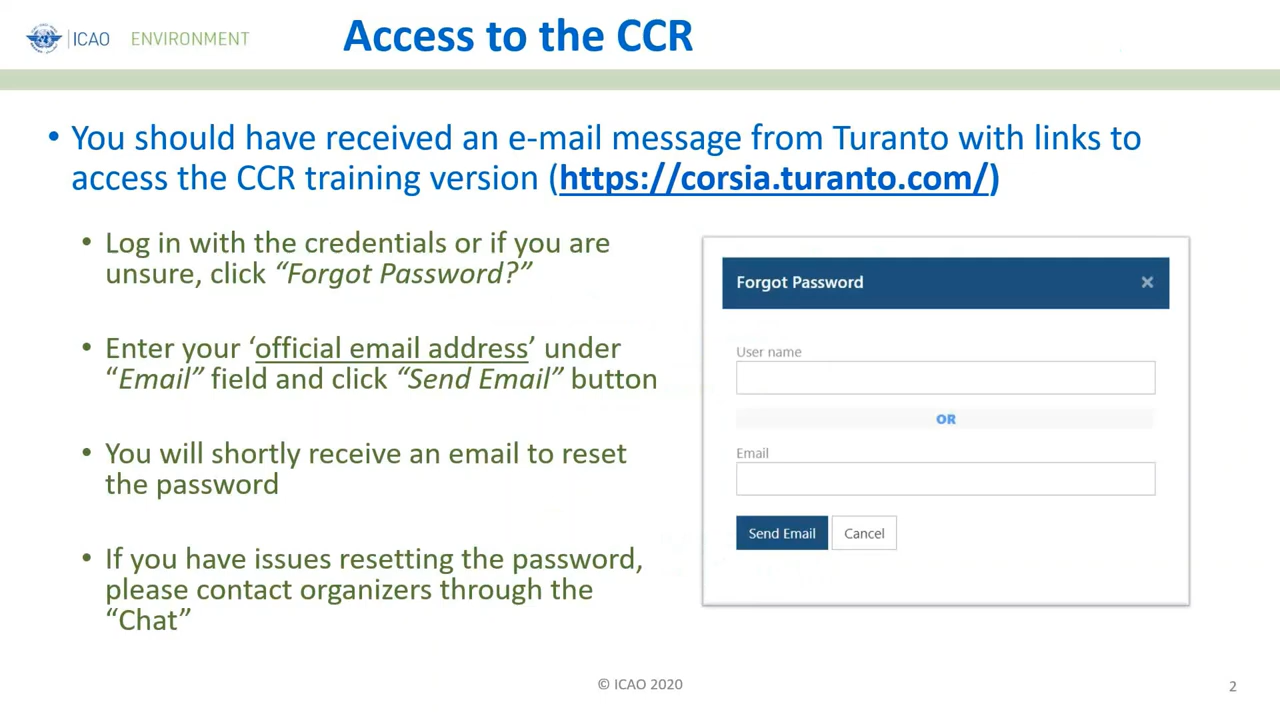 ICAO ENVIRONMENT
Access to the CCR
• You should have received an e-mail message from Turanto with links to
access the CCR training version (https://corsia.turanto.com/)
• Log in with the credentials or if you are
unsure, click “Forgot Password?”
• Enter your ‘official email address’ under
“Email” field and click “Send Email” button
• You will shortly receive an email to reset
the password
• If you have issues resetting the password,
please contact organizers through the
“Chat”
Forgot Password ×
User name
OR
Email
Send Email Cancel
© ICAO 2020
2